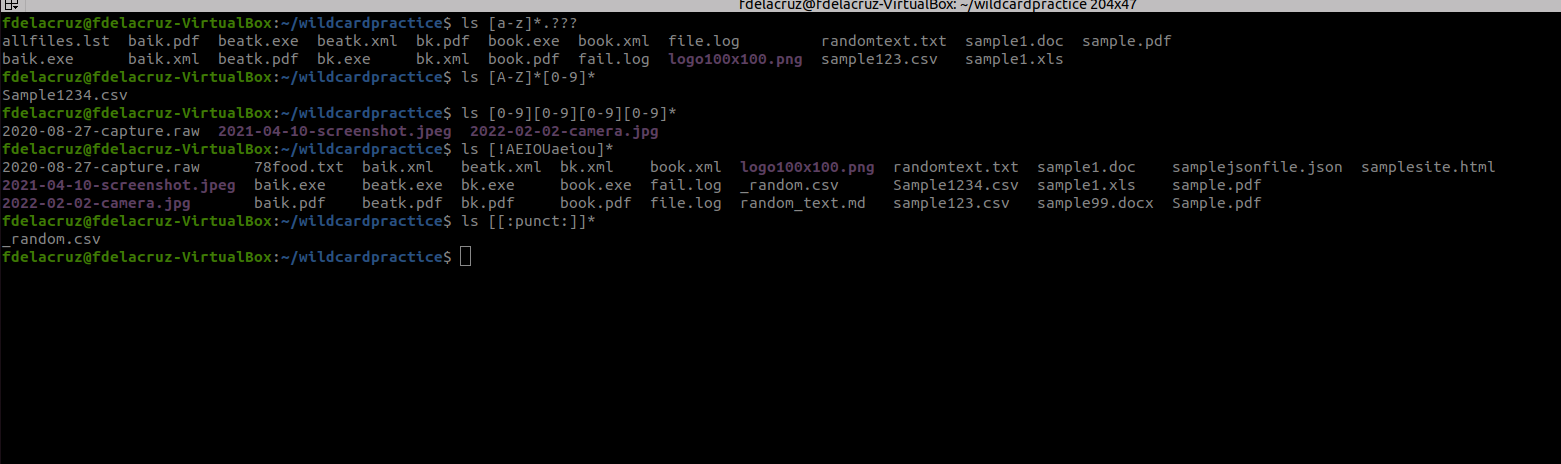 fdelacruz@fdelacruz-VirtualBox: ~/wildcardpractice 204x47
fdelacruz@fdelacruz-VirtualBox:~/wildcardpractice$ ls [a-z]*.???
allfiles.lst  baik.pdf  beatk.exe  beatk.xml  bk.pdf  book.exe  book.xml  file.log        randomtext.txt  sample1.doc  sample.pdf
baik.exe      baik.xml  beatk.pdf  bk.exe     bk.xml  book.pdf  fail.log  logo100x100.png  sample123.csv   sample1.xls
fdelacruz@fdelacruz-VirtualBox:~/wildcardpractice$ ls [A-Z]*[0-9]*
Sample1234.csv
fdelacruz@fdelacruz-VirtualBox:~/wildcardpractice$ ls [0-9][0-9][0-9][0-9]*
2020-08-27-capture.raw  2021-04-10-screenshot.jpeg  2022-02-02-camera.jpg
fdelacruz@fdelacruz-VirtualBox:~/wildcardpractice$ ls [!AEIOUaeiou]*
2020-08-27-capture.raw      78food.txt  baik.xml   beatk.xml  bk.xml    book.xml  logo100x100.png  randomtext.txt  sample1.doc    samplejsonfile.json  samplesite.html
2021-04-10-screenshot.jpeg  baik.exe    beatk.exe  bk.exe     book.exe  fail.log  _random.csv      Sample1234.csv  sample1.xls    sample.pdf
2022-02-02-camera.jpg       baik.pdf    beatk.pdf  bk.pdf     book.pdf  file.log  random_text.md   sample123.csv   sample99.docx  Sample.pdf
fdelacruz@fdelacruz-VirtualBox:~/wildcardpractice$ ls [[:punct:]]*
_random.csv
fdelacruz@fdelacruz-VirtualBox:~/wildcardpractice$